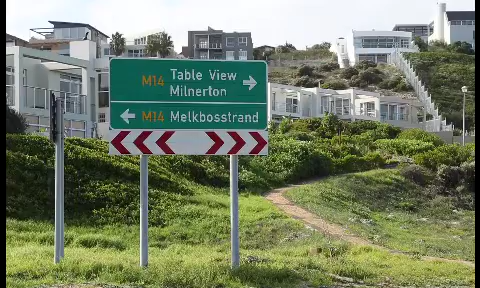 M14 Table View
Milnerton
M14 Melkbosstrand